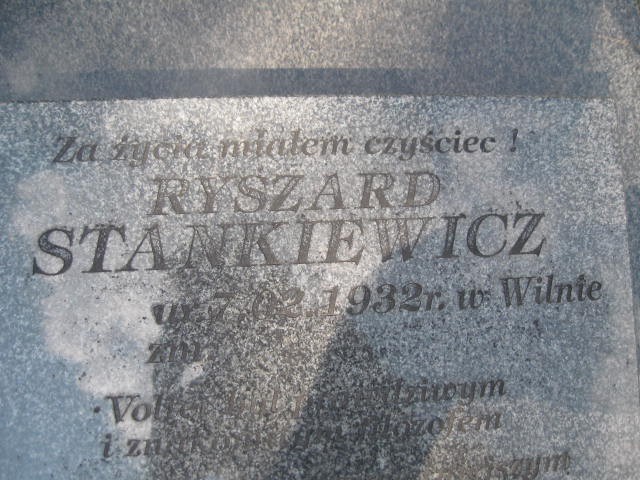 Za życia miałem czyściec !
RYSZARD
STANKIEWICZ
ur. 7.02.1932r. w Wilnie
zm.
· Volter był prawdziwym
i znakomitym filozofem